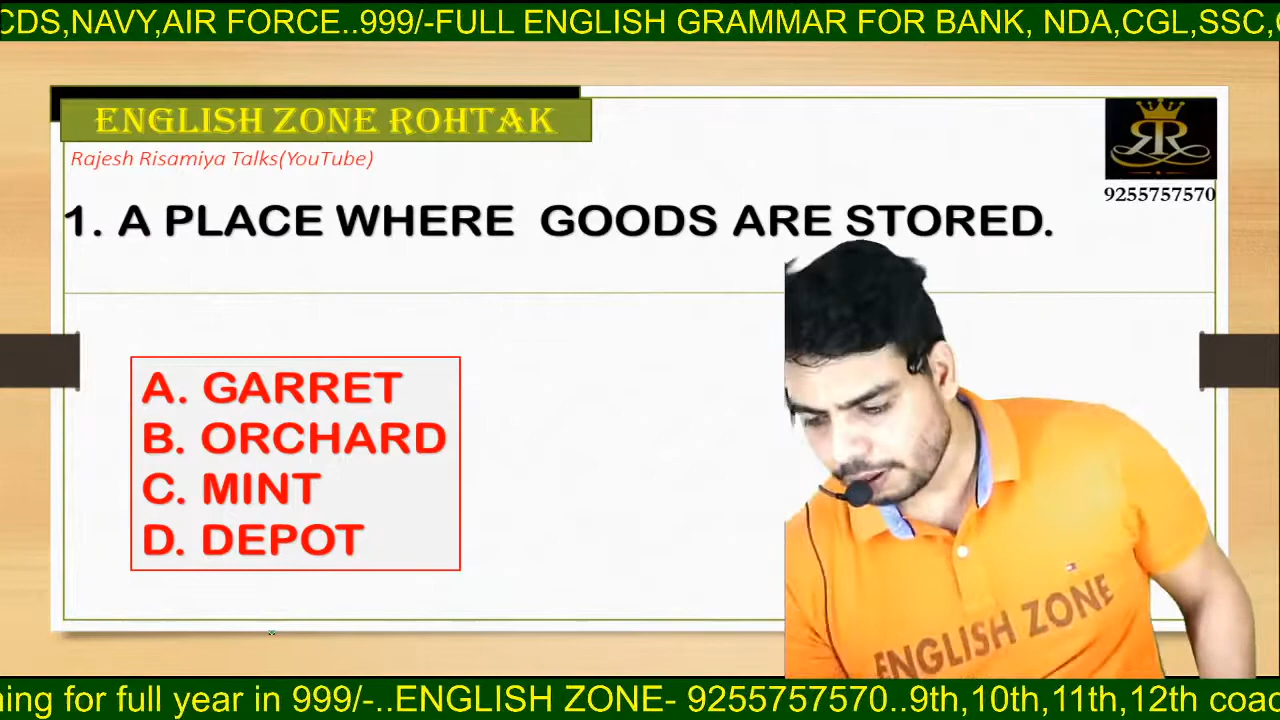 CDS,NAVY,AIR FORCE..999/-FULL ENGLISH GRAMMAR FOR BANK, NDA,CGL,SSC,
ENGLISH ZONE ROHTAK
Rajesh Risamiya Talks(YouTube)
RR
9255757570
1. A PLACE WHERE GOODS ARE STORED.
A. GARRET
B. ORCHARD
C. MINT
D. DEPOT
ENGLISH ZONE
ning for full year in 999/-..ENGLISH ZONE- 9255757570..9th,10th,11th,12th coac